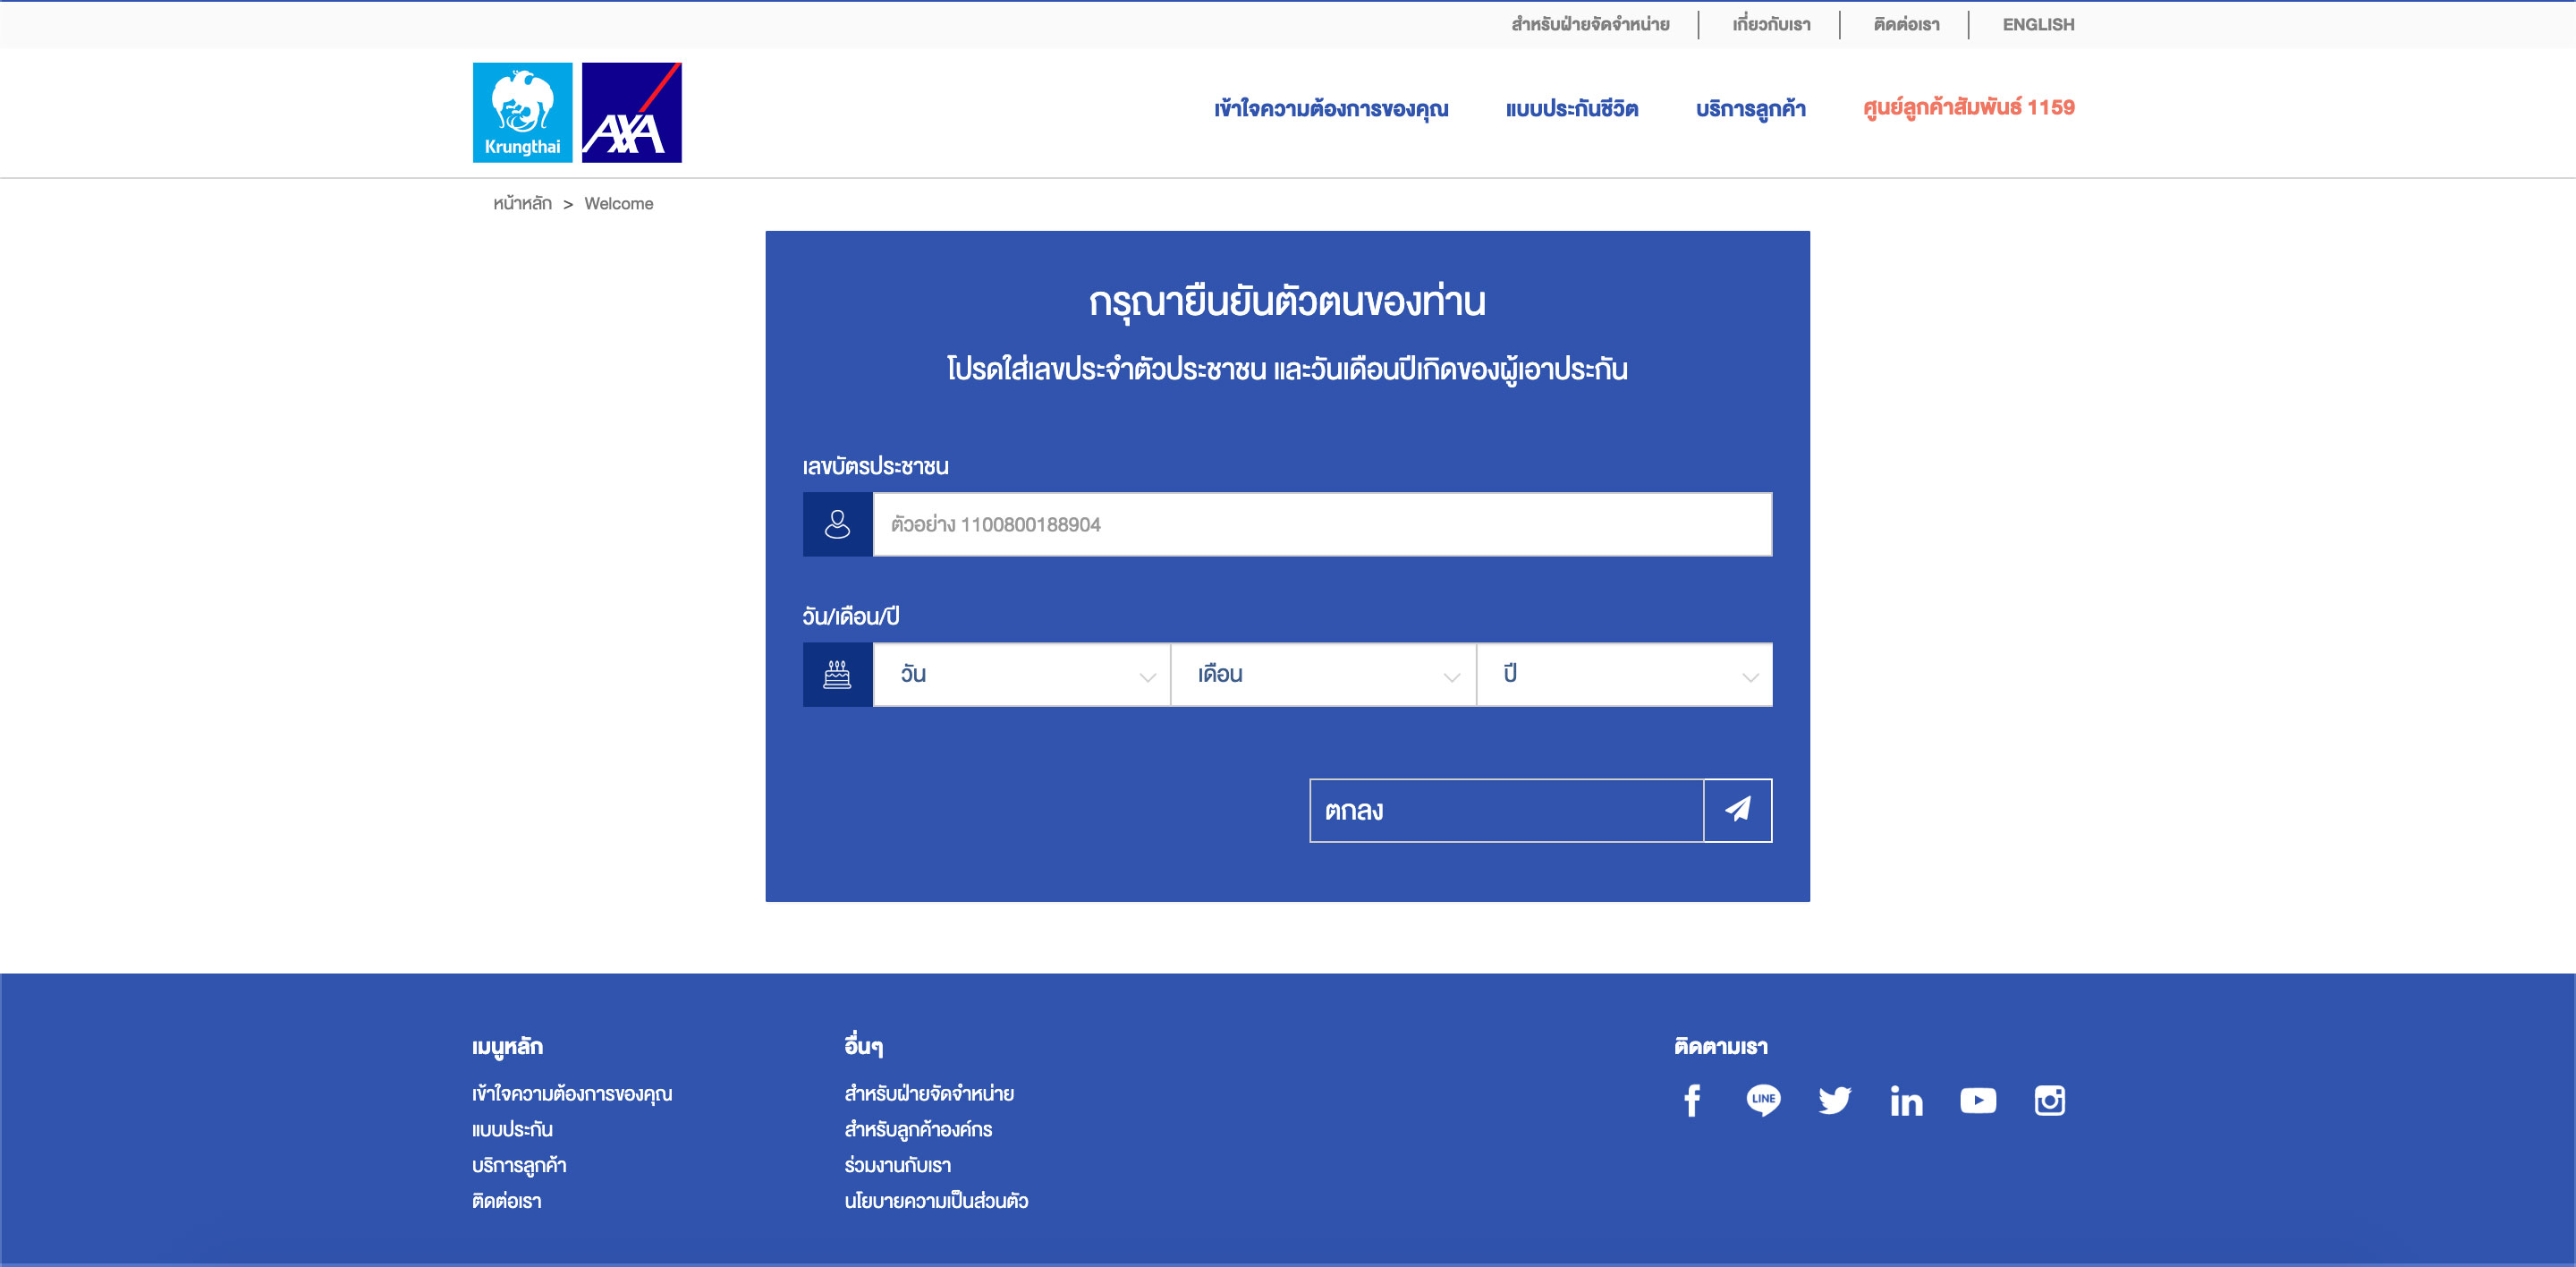 สำหรับฝ่ายจัดจำหน่าย เกี่ยวกับเรา ติดต่อเรา ENGLISH
Krungthai AXA
เข้าใจความต้องการของคุณ แบบประกันชีวิต บริการลูกค้า ศูนย์ลูกค้าสัมพันธ์ 1159
หน้าหลัก > Welcome
กรุณายืนยันตัวตนของท่าน
โปรดใส่เลขประจำตัวประชาชน และวันเดือนปีเกิดของผู้เอาประกัน
เลขบัตรประชาชน
ตัวอย่าง 1100800188904
วัน/เดือน/ปี
วัน เดือน ปี
ตกลง
เมนูหลัก อื่นๆ ติดตามเรา
เข้าใจความต้องการของคุณ สำหรับฝ่ายจัดจำหน่าย LINE
แบบประกัน สำหรับลูกค้าองค์กร
บริการลูกค้า ร่วมงานกับเรา
ติดต่อเรา นโยบายความเป็นส่วนตัว